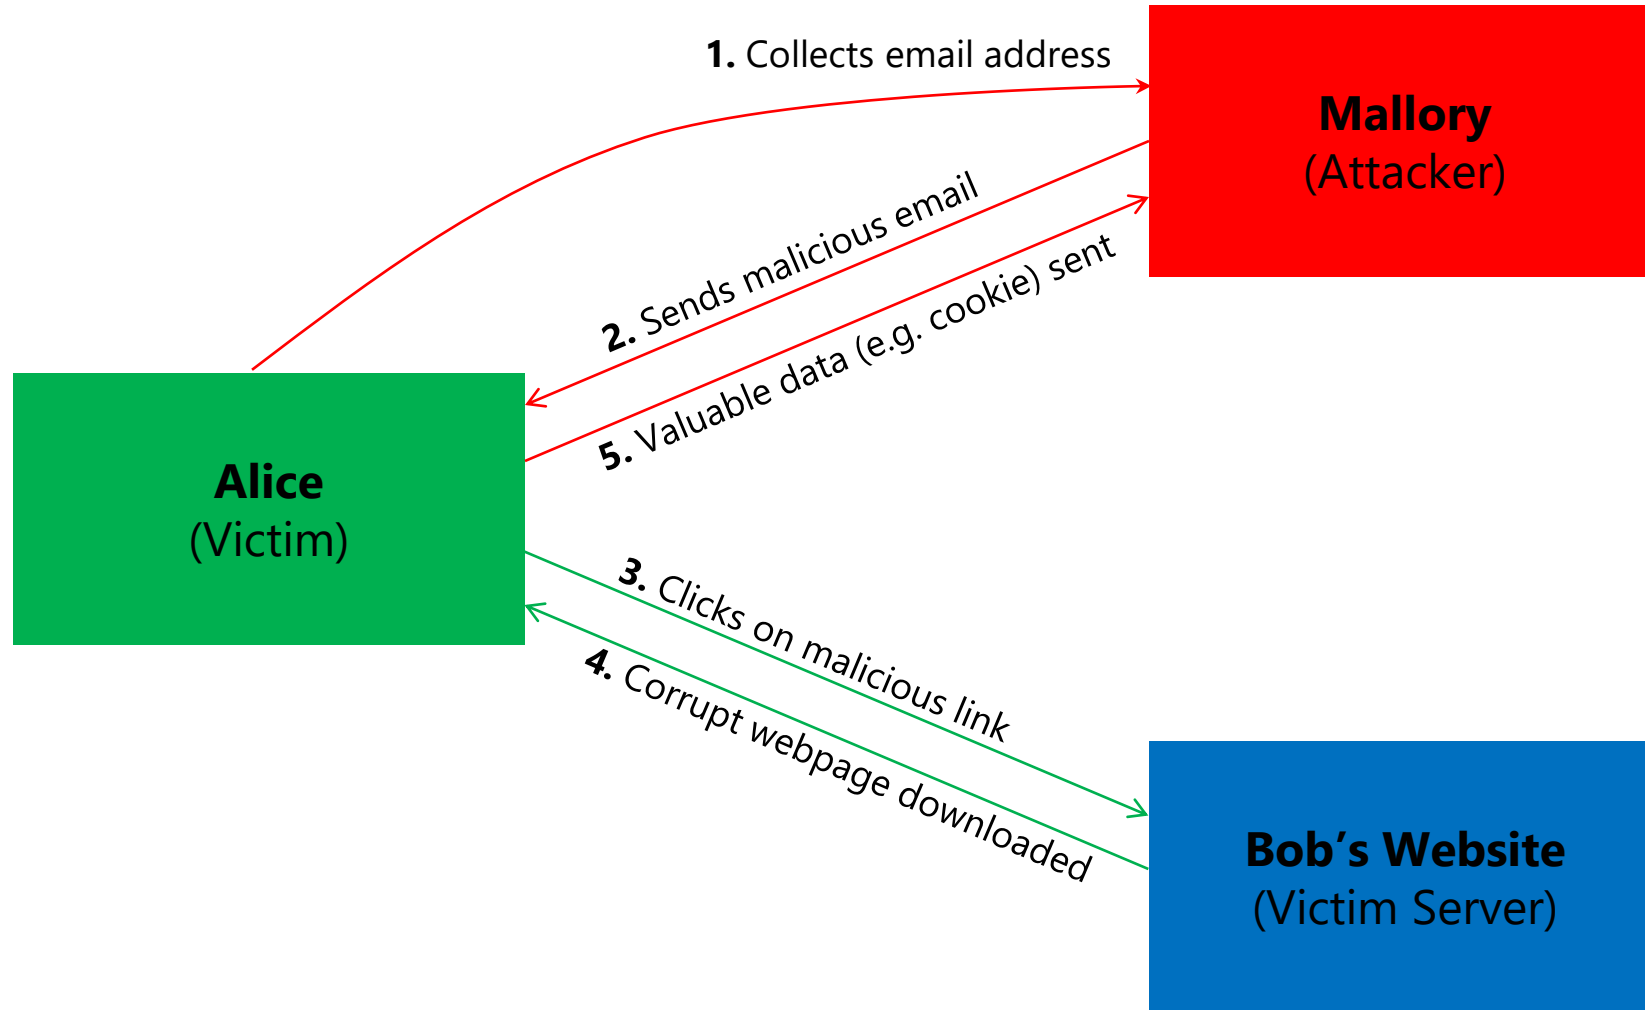 1. Collects email address
Mallory
(Attacker)
2. Sends malicious email
5. Valuable data (e.g. cookie) sent
Alice
(Victim)
3. Clicks on malicious link
4. Corrupt webpage downloaded
Bob’s Website
(Victim Server)